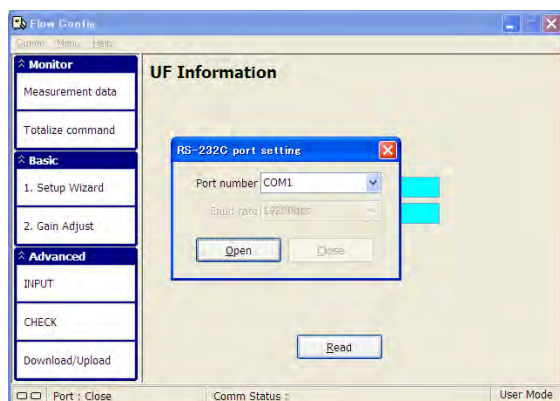 Flow Config
Comm Menu Help
Monitor
Measurement data
Totalize command
Basic
1. Setup Wizard
2. Gain Adjust
Advanced
INPUT
CHECK
Download/Upload
UF Information
RS-232C port setting
Port number COM1
Baud rate 19200bps
Open Close
Read
Port : Close Comm Status : User Mode